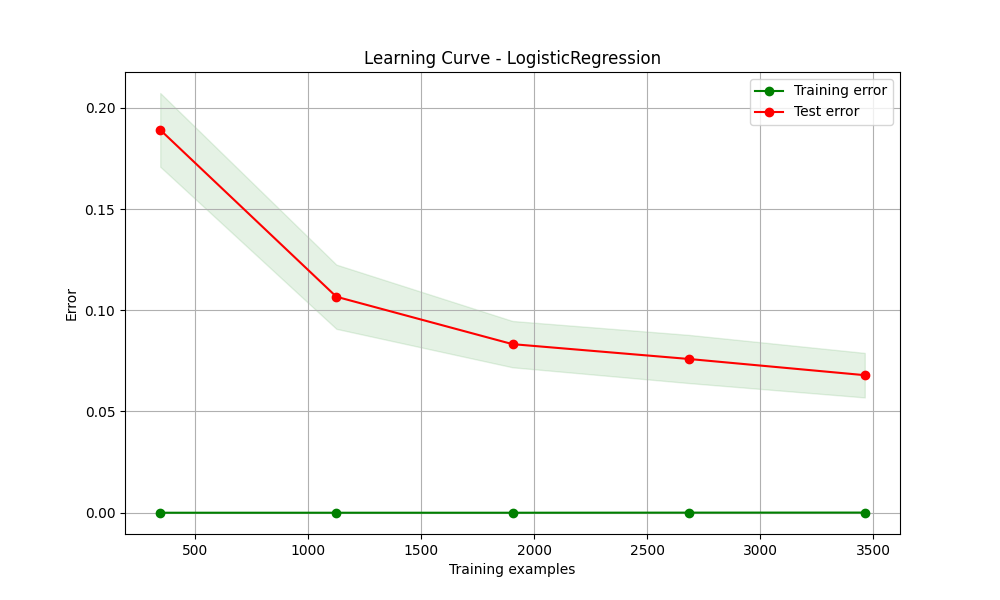 Learning Curve - LogisticRegression
Training error
Test error
0.20
0.15
0.10
0.05
0.00
Error
500 1000 1500 2000 2500 3000 3500
Training examples